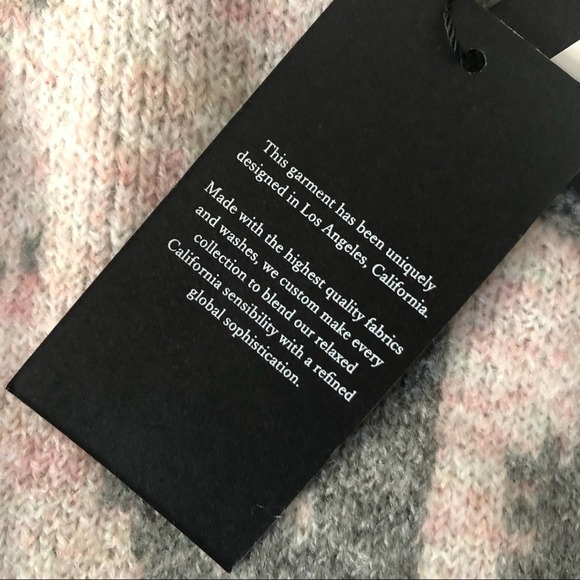 This garment has been uniquely
designed in Los Angeles, California.
Made with the highest quality fabrics
and washes, we custom make every
collection to blend our relaxed
California sensibility with a refined
global sophistication.